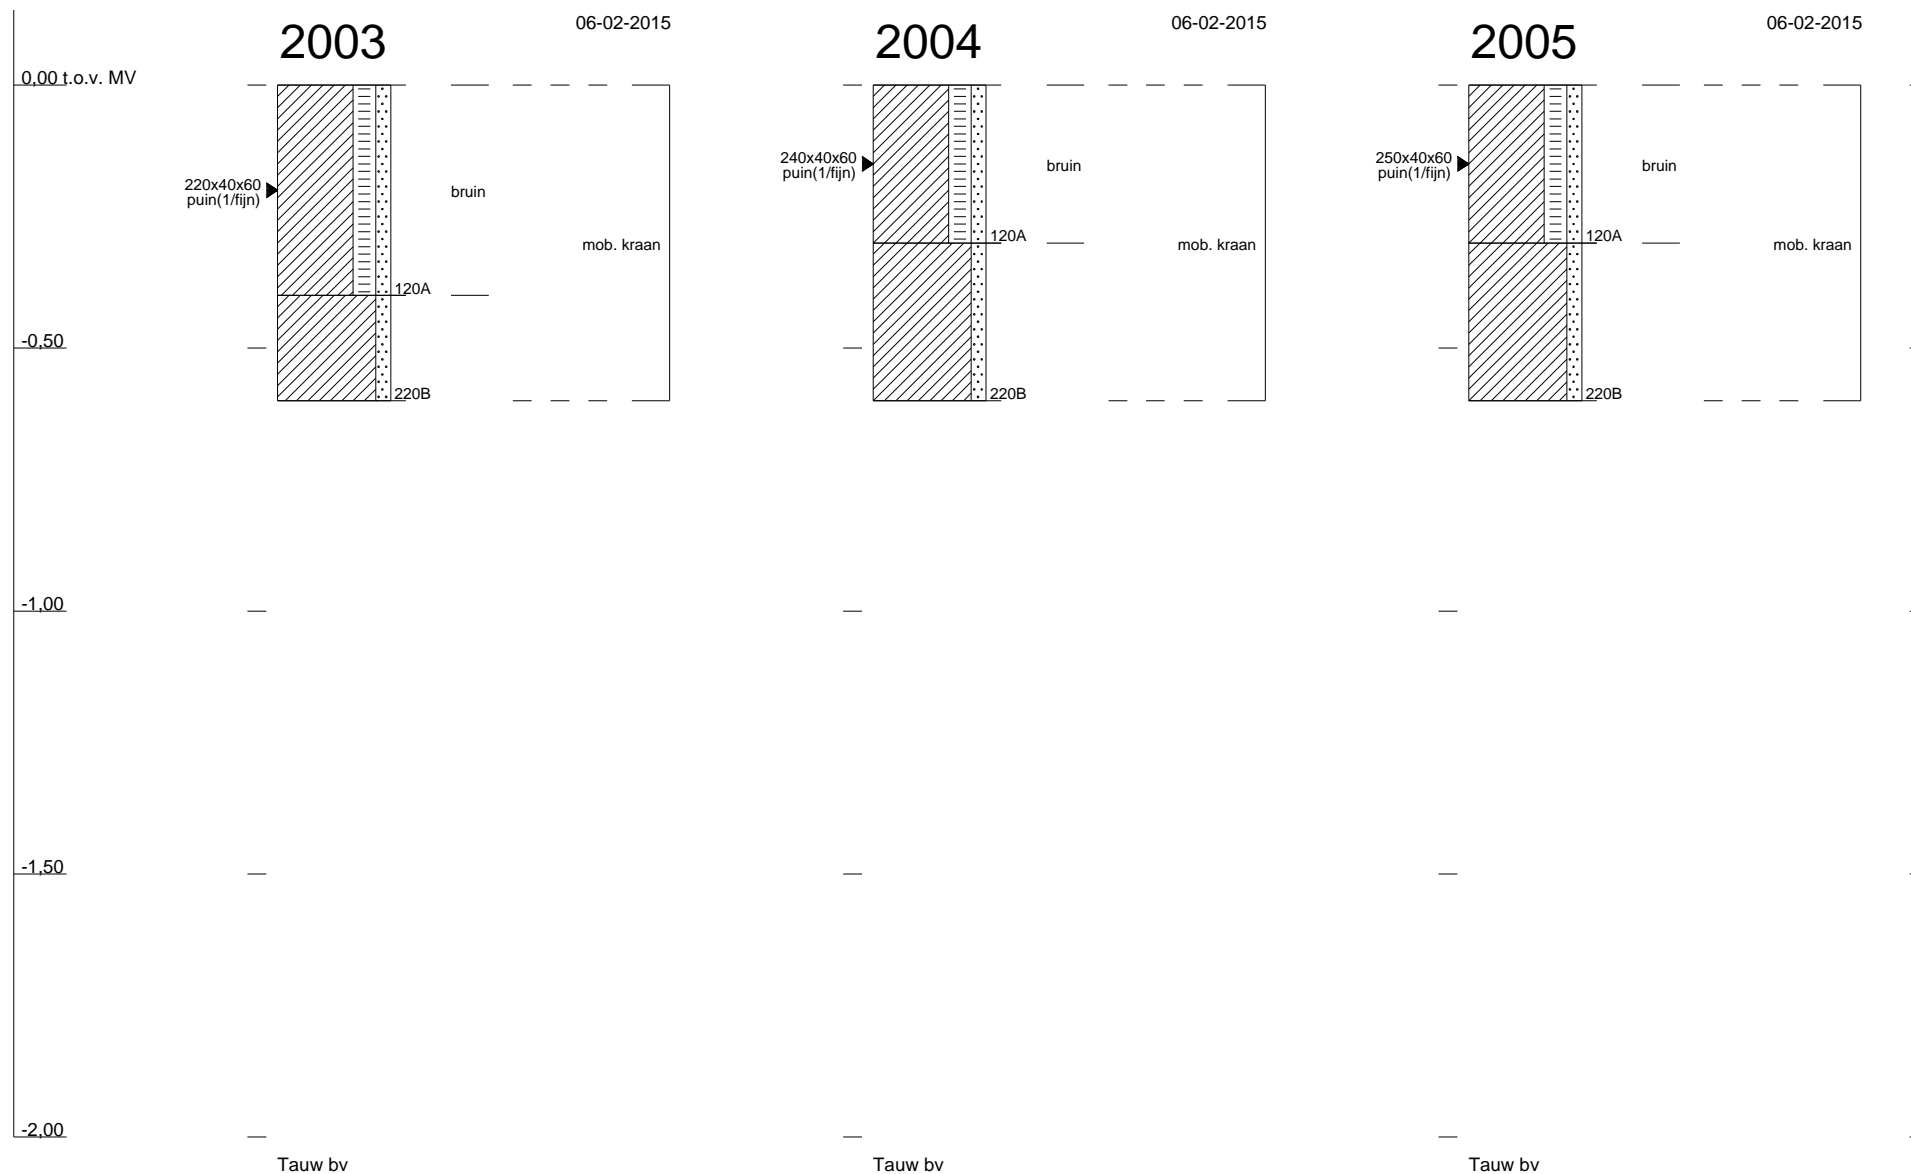 06-02-2015
2003
06-02-2015
2004
06-02-2015
2005
0,00 t.o.v. MV
220x40x60
puin(1/fijn)
bruin
120A
mob. kraan
220B
240x40x60
puin(1/fijn)
bruin
120A
mob. kraan
220B
250x40x60
puin(1/fijn)
bruin
120A
mob. kraan
220B
-0,50
-1,00
-1,50
-2,00
Tauw bv
Tauw bv
Tauw bv